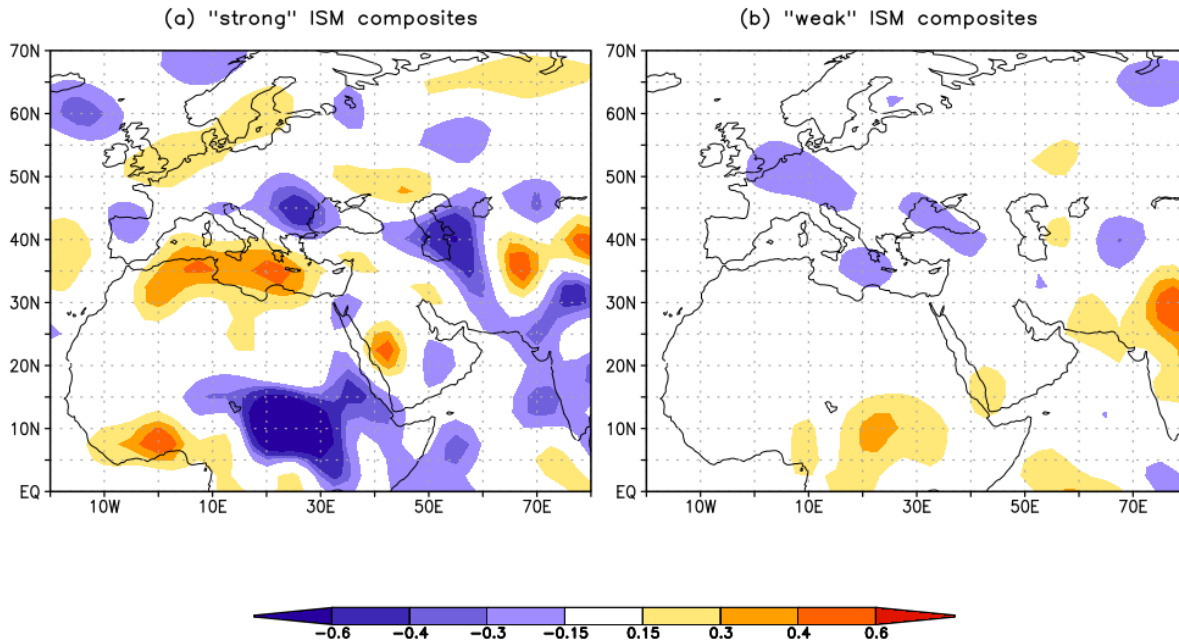 (a) "strong" ISM composites
(b) "weak" ISM composites
70N
60N
50N
40N
30N
20N
10N
EQ
10W
10E
30E
50E
70E
70N
60N
50N
40N
30N
20N
10N
EQ
10W
10E
30E
50E
70E
-0.6 -0.4 -0.3 -0.15 0.15 0.3 0.4 0.6